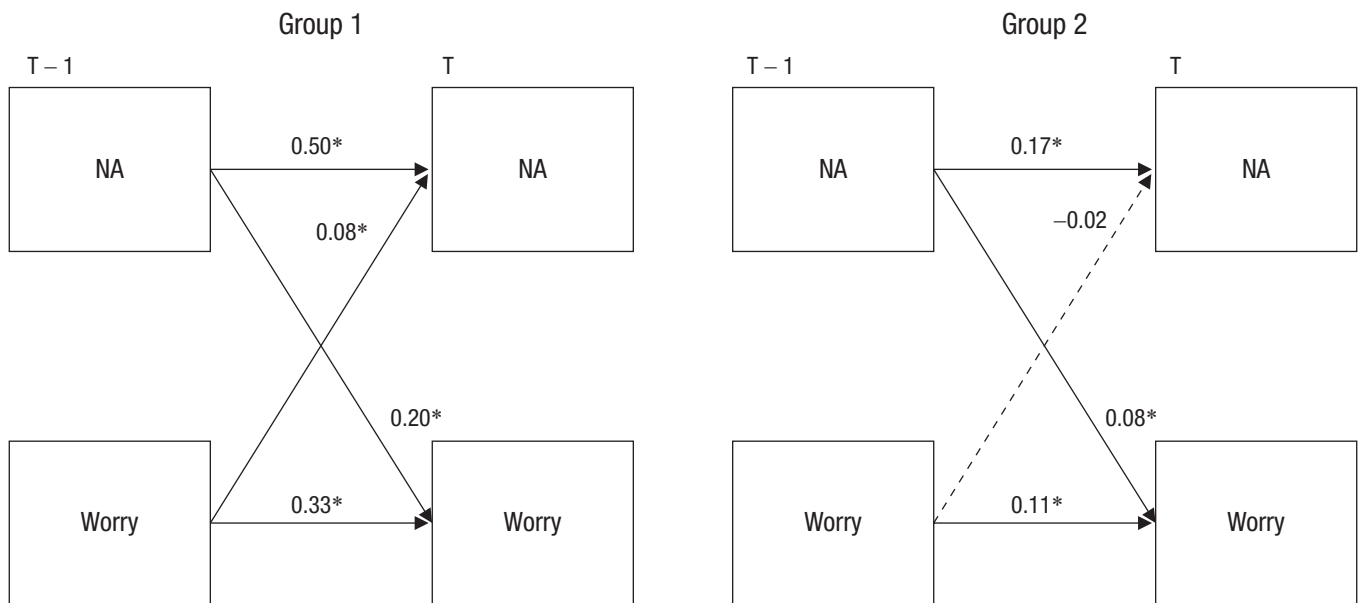 Group 1
T – 1
T
NA
0.50*
NA
0.08*
0.20*
Worry
0.33*
Worry
Group 2
T – 1
T
NA
0.17*
NA
–0.02
0.08*
Worry
0.11*
Worry